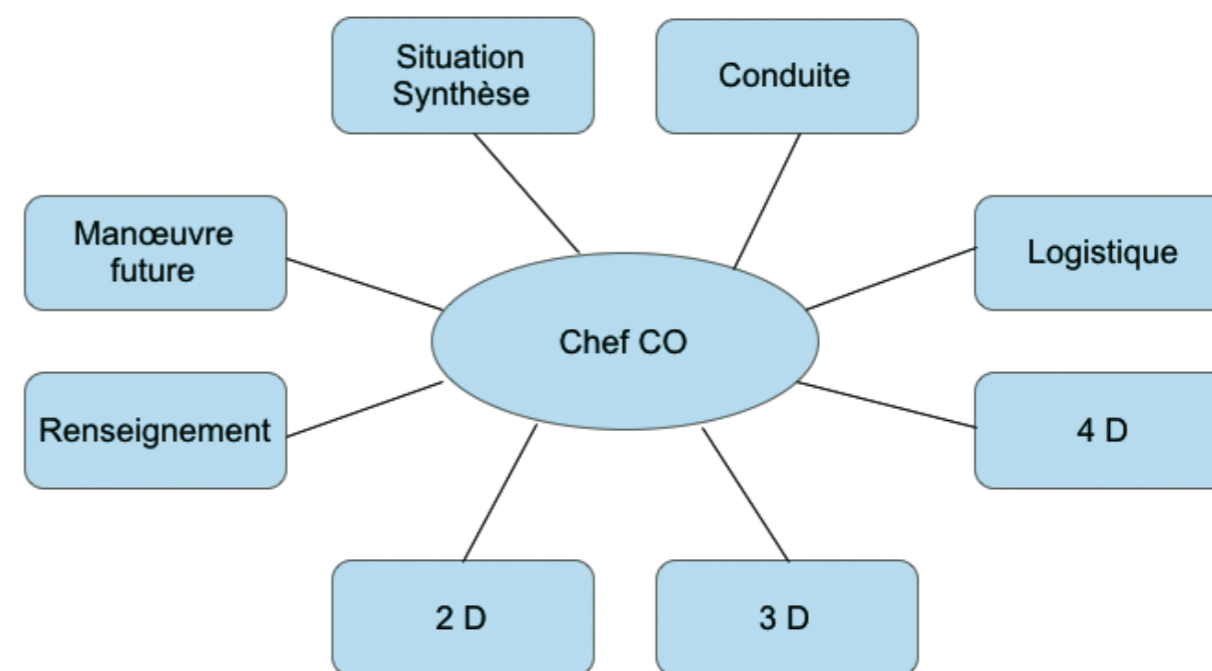 Situation
Synthèse
Conduite
Manœuvre
future
Logistique
Chef CO
Renseignement
4 D
2 D
3 D